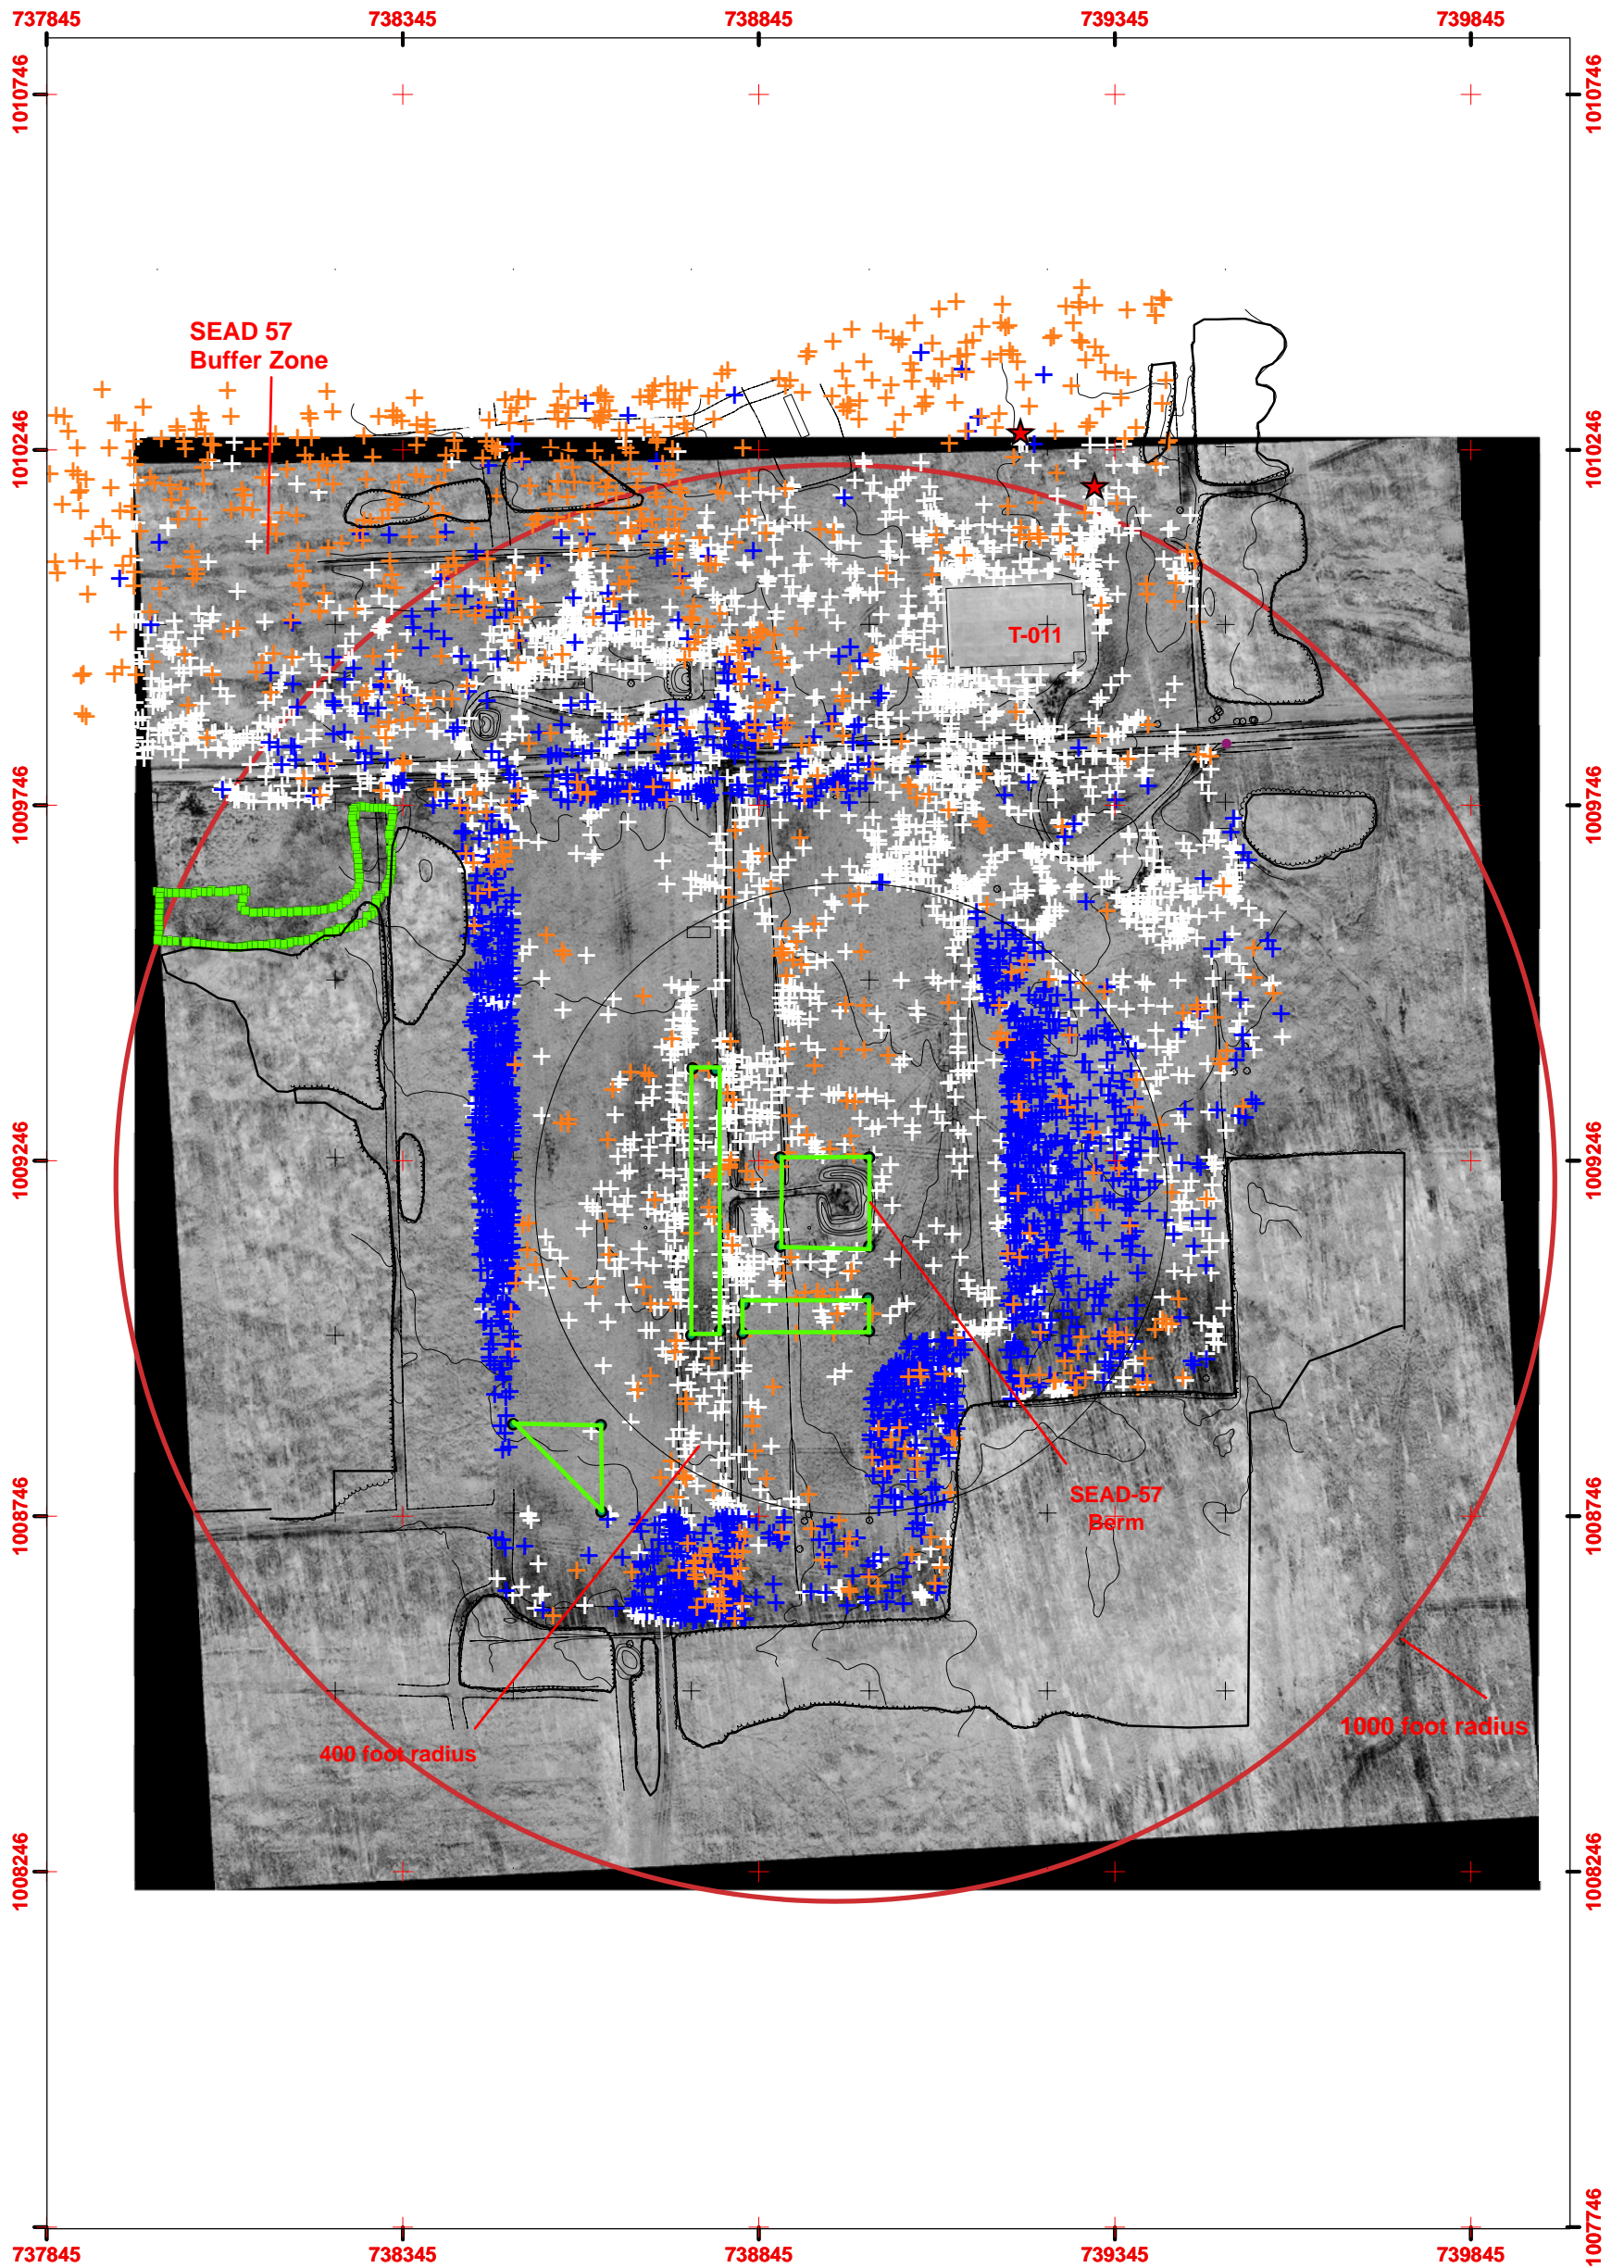 737845 738345 738845 739345 739845
1010746 1010746
SEAD 57
Buffer Zone
1010246 1010246
T-011
1009746 1009746
1009246 1009246
SEAD-57
Berm
1008746 1008746
1000 foot radius
400 foot radius
1008246 1008246
1007746 1007746
737845 738345 738845 739345 739845